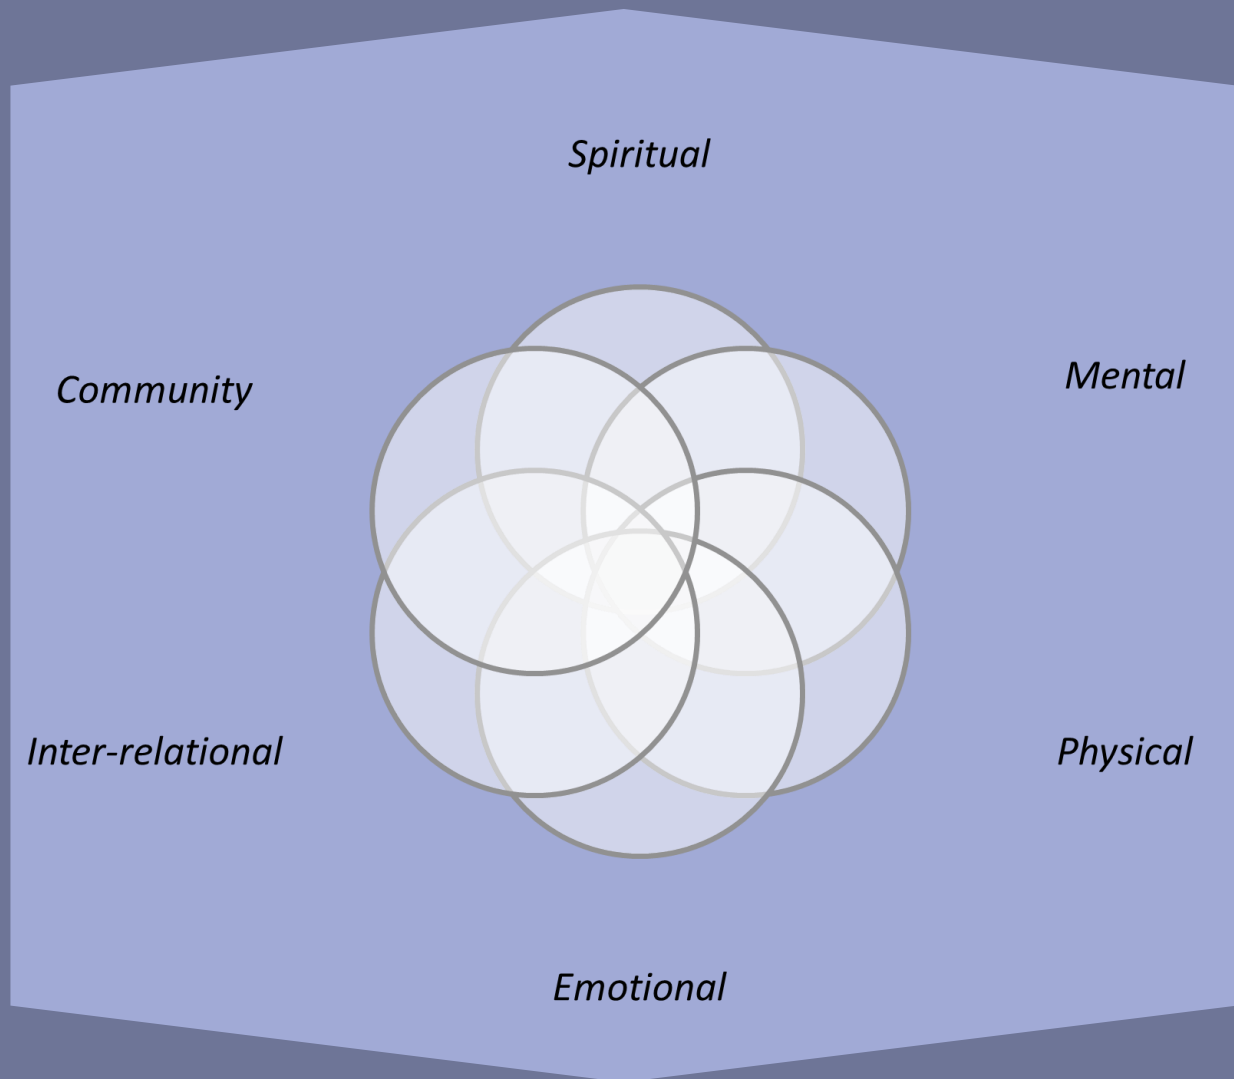 Spiritual
Mental
Community
Physical
Inter-relational
Emotional